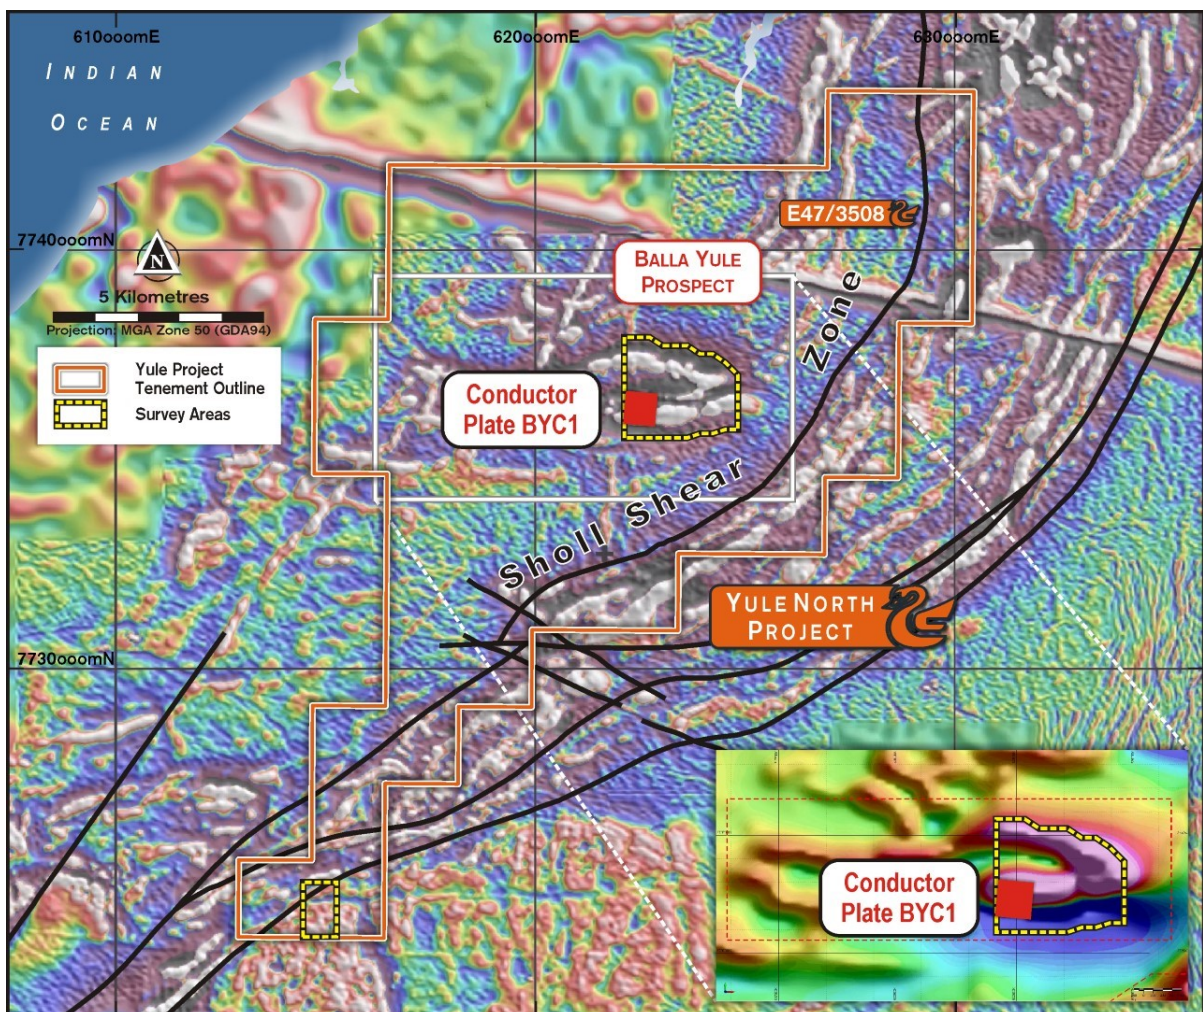 610000mE
620000mE
630000mE
INDIAN
OCEAN
E47/3508
7740000mN
N
BALLA YULE
PROSPECT
5 Kilometres
Projection: MGA Zone 50 (GDA94)
Yule Project
Tenement Outline
Survey Areas
Conductor
Plate BYC1
Sholl Shear Zone
YULE NORTH
PROJECT
7730000mN
Conductor
Plate BYC1